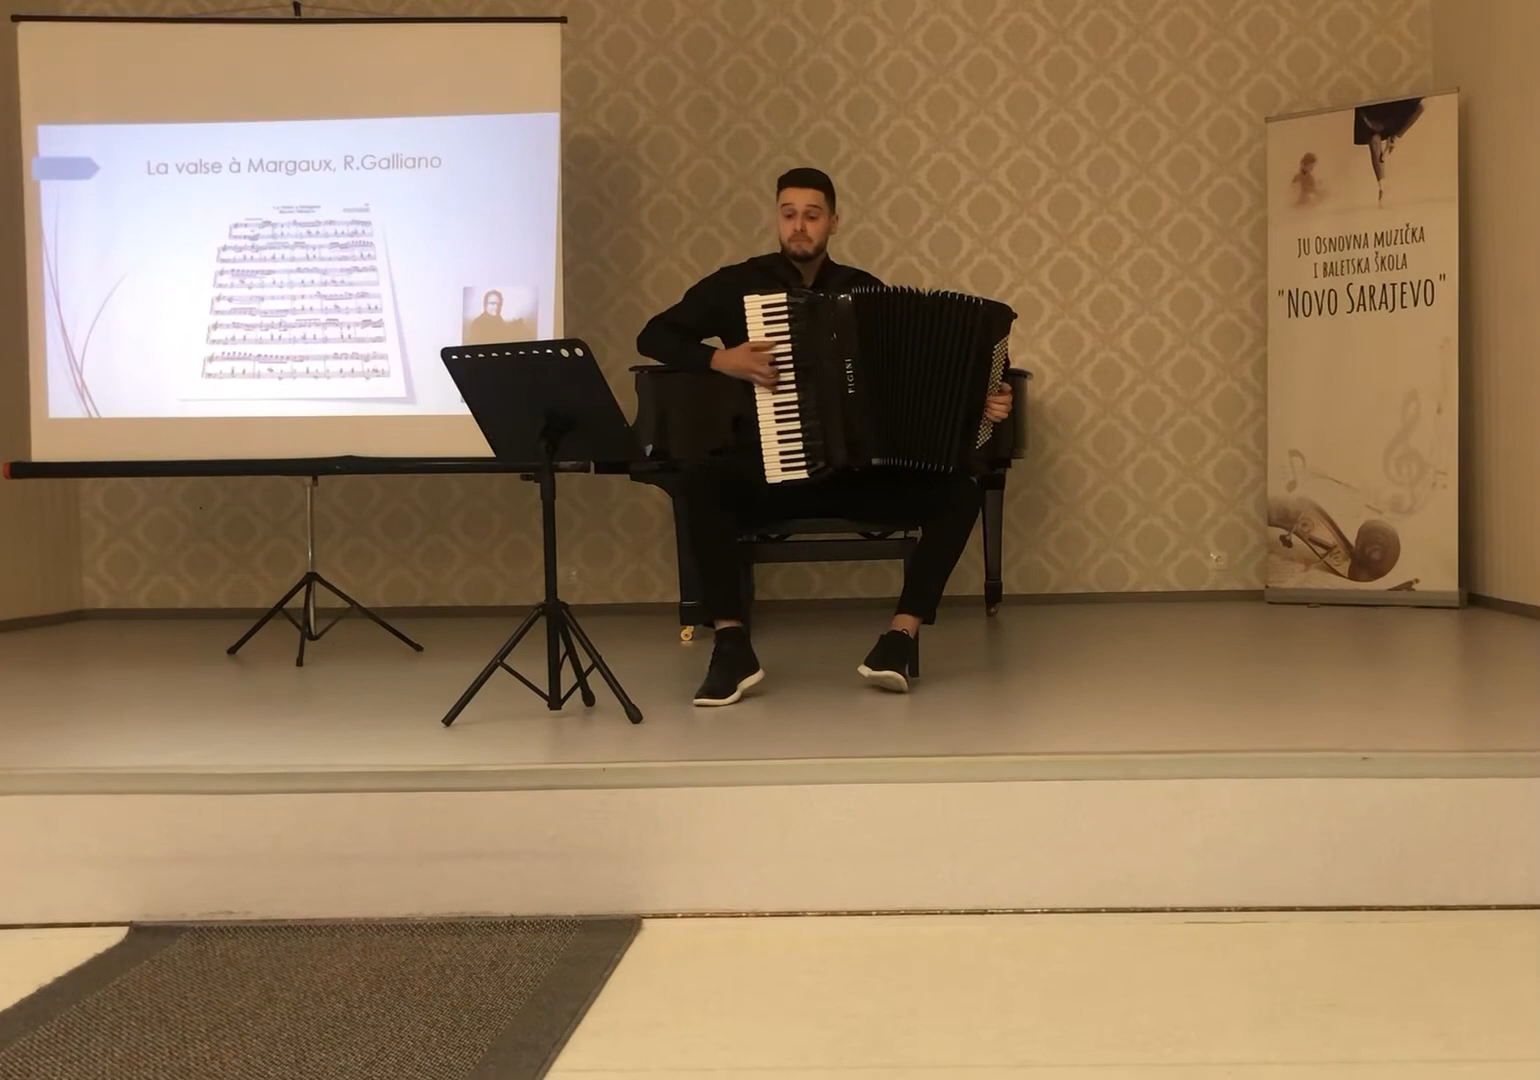 La valse à Margaux, R.Galliano
FIGINI
JU OSNOVNA MUZIČKA
I BALETSKA ŠKOLA
"NOVO SARAJEVO"